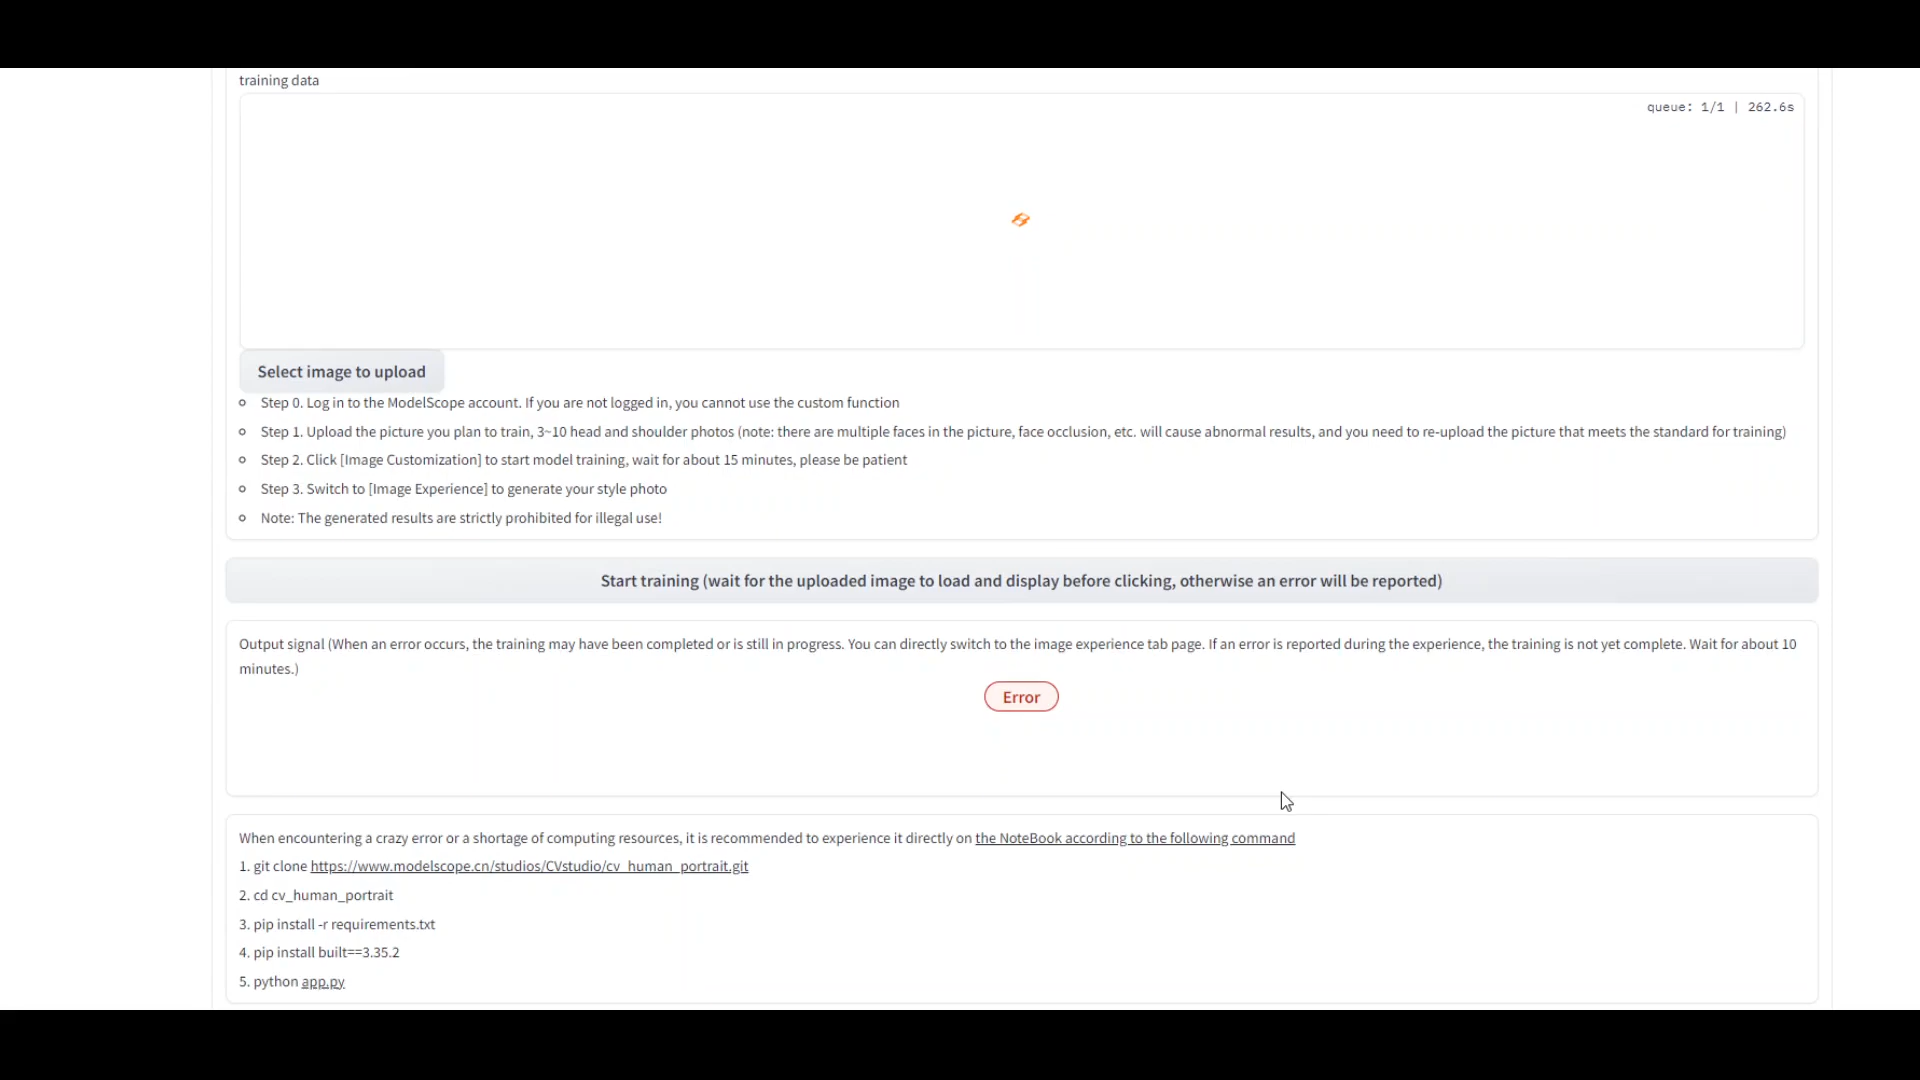 training data
queue: 1/1 | 262.6s
Select image to upload
Step 0. Log in to the ModelScope account. If you are not logged in, you cannot use the custom function
Step 1. Upload the picture you plan to train, 3~10 head and shoulder photos (note: there are multiple faces in the picture, face occlusion, etc. will cause abnormal results, and you need to re-upload the picture that meets the standard for training)
Step 2. Click [Image Customization] to start model training, wait for about 15 minutes, please be patient
Step 3. Switch to [Image Experience] to generate your style photo
Note: The generated results are strictly prohibited for illegal use!
Start training (wait for the uploaded image to load and display before clicking, otherwise an error will be reported)
Output signal (When an error occurs, the training may have been completed or is still in progress. You can directly switch to the image experience tab page. If an error is reported during the experience, the training is not yet complete. Wait for about 10
minutes.)
Error
When encountering a crazy error or a shortage of computing resources, it is recommended to experience it directly on the NoteBook according to the following command
1. git clone https://www.modelscope.cn/studios/CVstudio/cv_human_portrait.git
2. cd cv_human_portrait
3. pip install -r requirements.txt
4. pip install built==3.35.2
5. python app.py